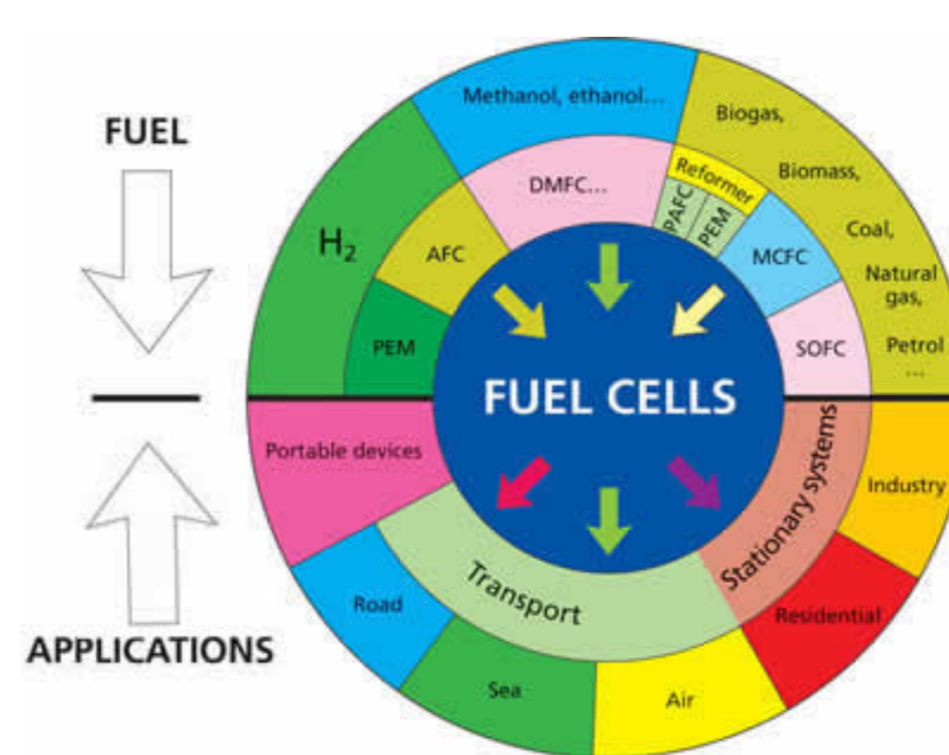 FUEL
Methanol, ethanol...
Biogas,
Biomass,
Coal,
Natural
gas,
Petrol
...
H₂
AFC
PEM
DMFC...
Reformer
PAFC
PEM
MCFC
SOFC
FUEL CELLS
APPLICATIONS
Portable devices
Transport
Stationary systems
Road
Sea
Air
Residential
Industry